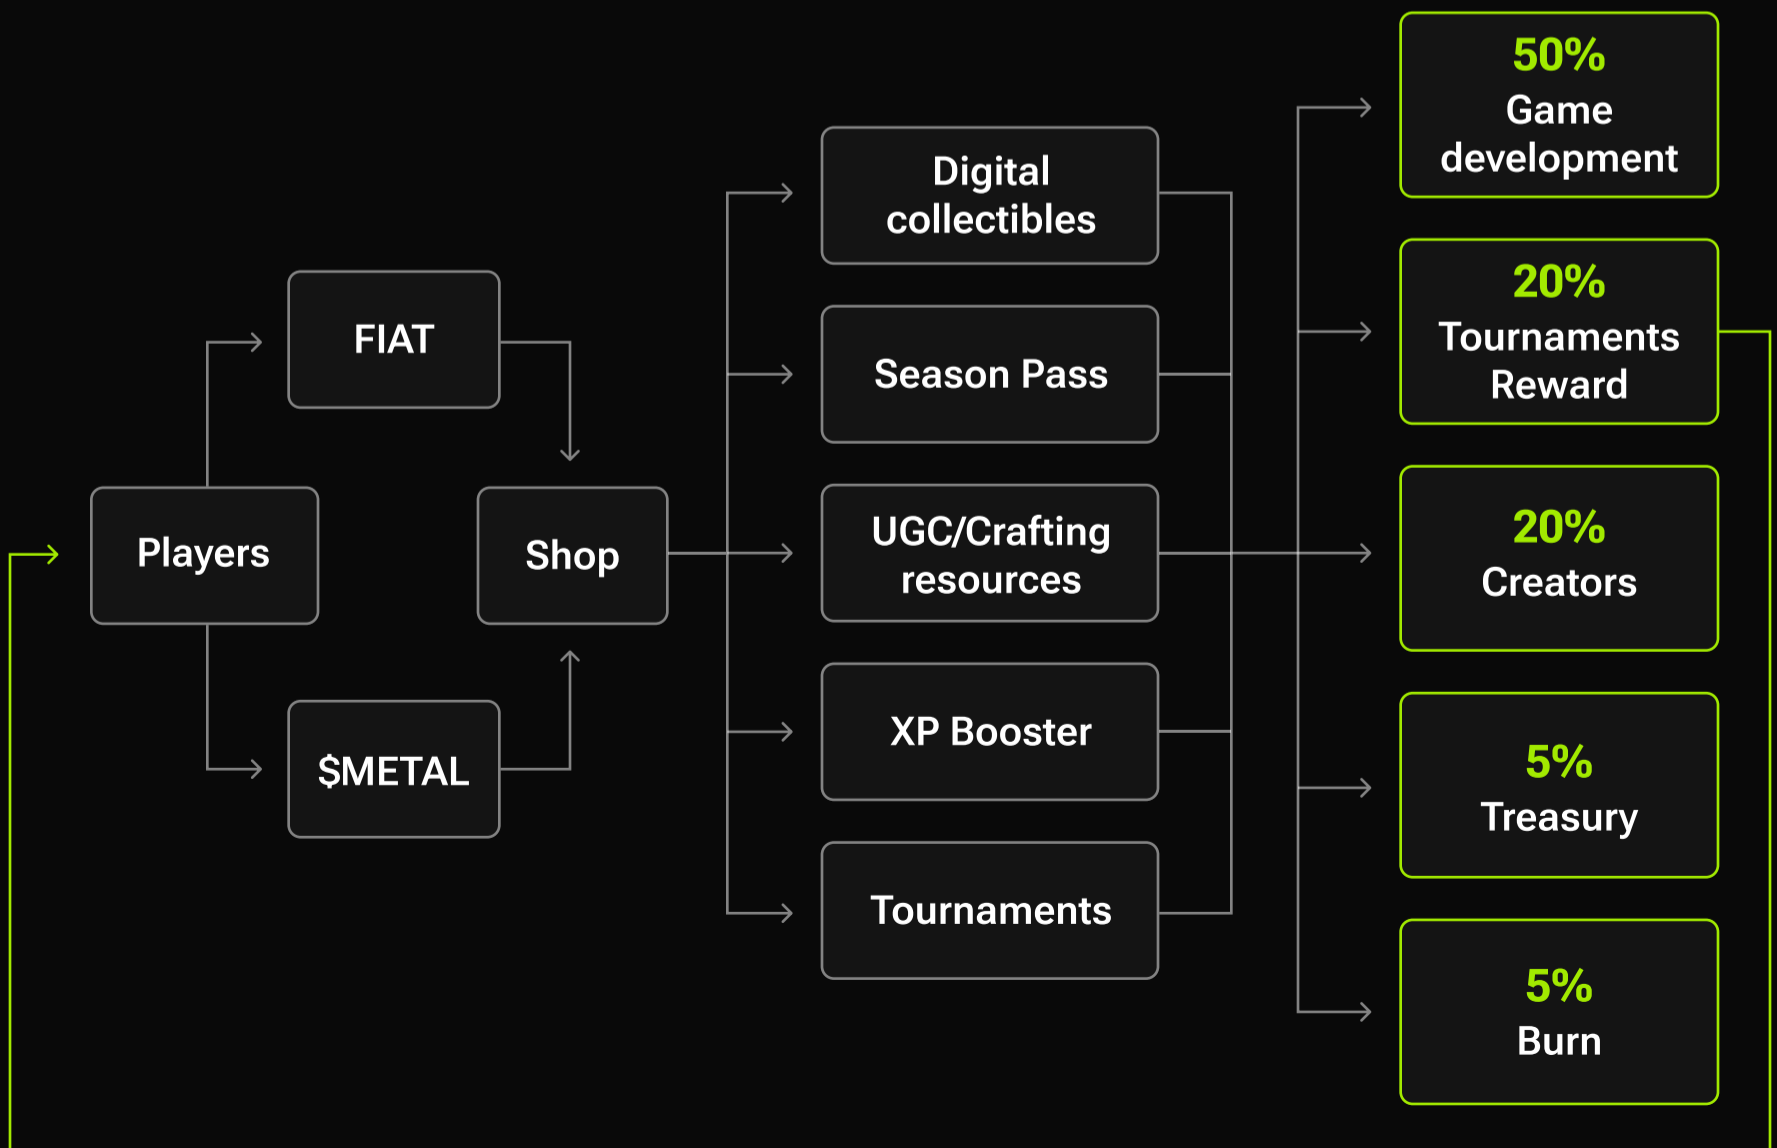 Players
FIAT
$METAL
Shop
Digital
collectibles
Season Pass
UGC/Crafting
resources
XP Booster
Tournaments
50%
Game
development
20%
Tournaments
Reward
20%
Creators
5%
Treasury
5%
Burn